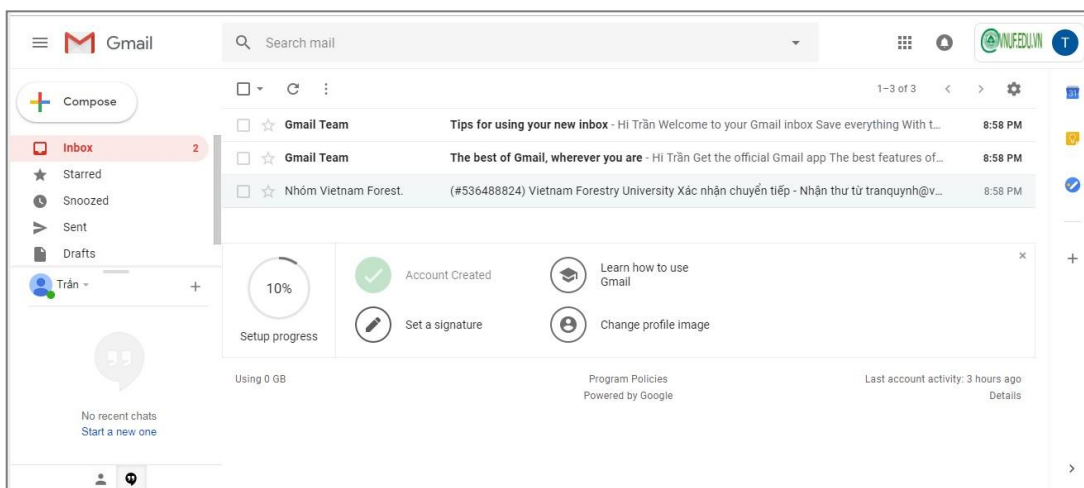 Gmail
Search mail
VNUF.EDU.VN
T
Compose
1–3 of 3
31
Gmail Team Tips for using your new inbox - Hi Trần Welcome to your Gmail inbox Save everything With t... 8:58 PM
Inbox 2
Gmail Team The best of Gmail, wherever you are - Hi Trần Get the official Gmail app The best features of... 8:58 PM
Starred
Nhóm Vietnam Forest. (#536488824) Vietnam Forestry University Xác nhận chuyển tiếp - Nhận thư từ tranquynh@v... 8:58 PM
Snoozed
Sent
Drafts
Trần
10%
Setup progress
Account Created
Learn how to use
Gmail
Set a signature
Change profile image
Using 0 GB
Program Policies
Powered by Google
Last account activity: 3 hours ago
Details
No recent chats
Start a new one